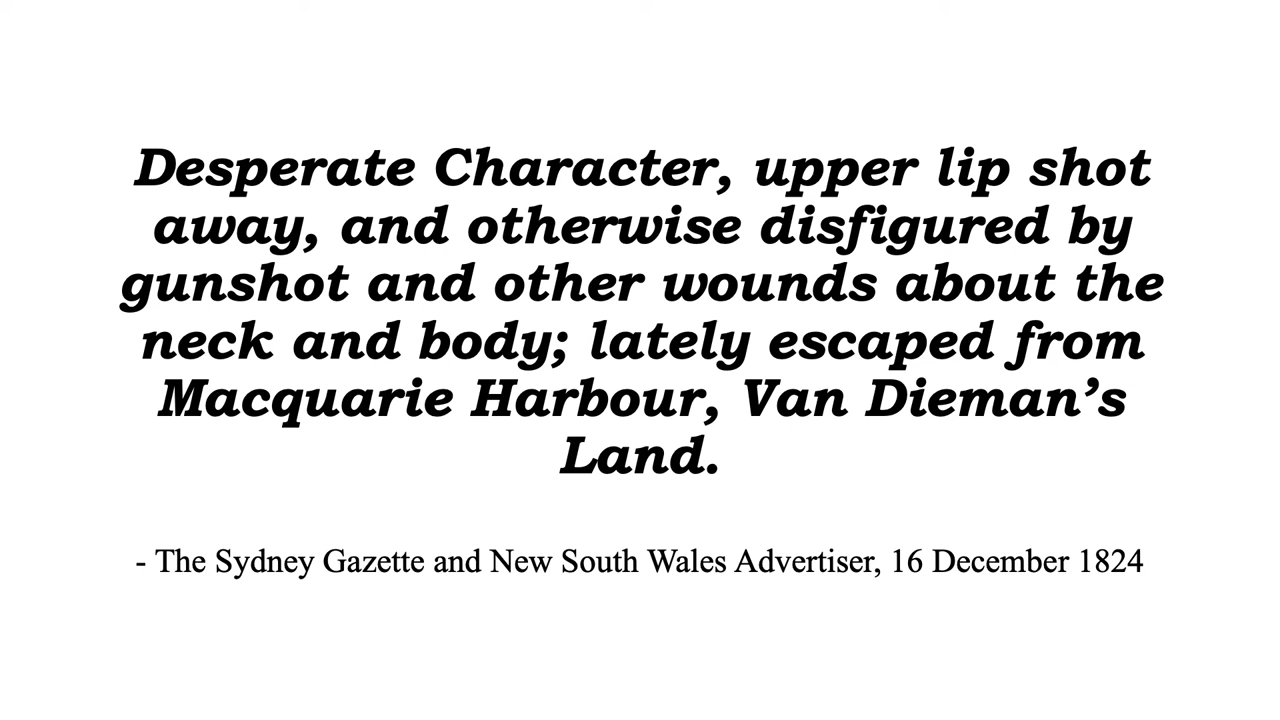 Desperate Character, upper lip shot
away, and otherwise disfigured by
gunshot and other wounds about the
neck and body; lately escaped from
Macquarie Harbour, Van Dieman’s
Land.
- The Sydney Gazette and New South Wales Advertiser, 16 December 1824